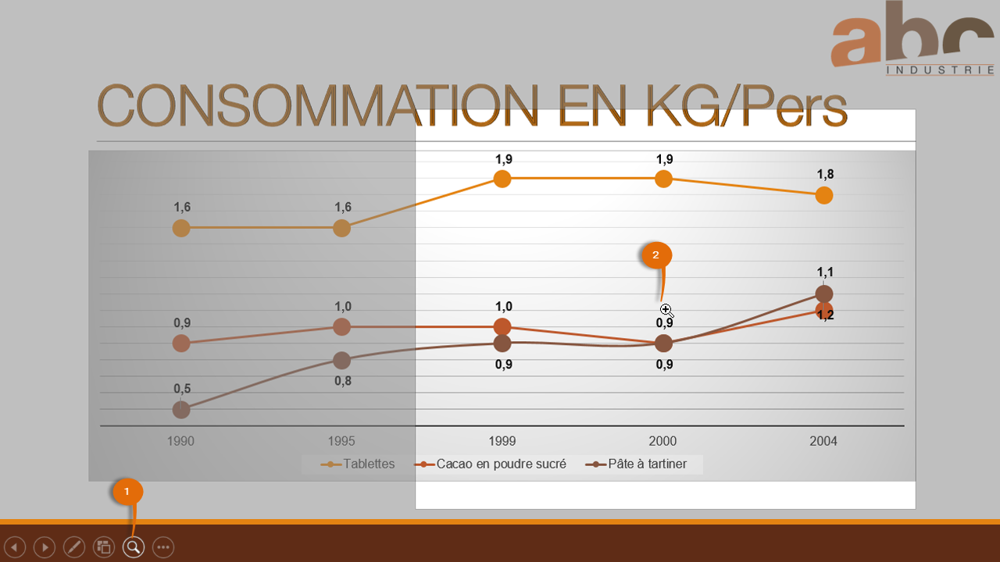 abc
INDUSTRIE
CONSOMMATION EN KG/Pers
1,9 1,9 1,8
1,6 1,6
2
1,1
1,0 1,0
0,9 0,9 1,2
0,9 0,9
0,8
0,5
1990 1995 1999 2000 2004
Tablettes Cacao en poudre sucré Pâte à tartiner
1